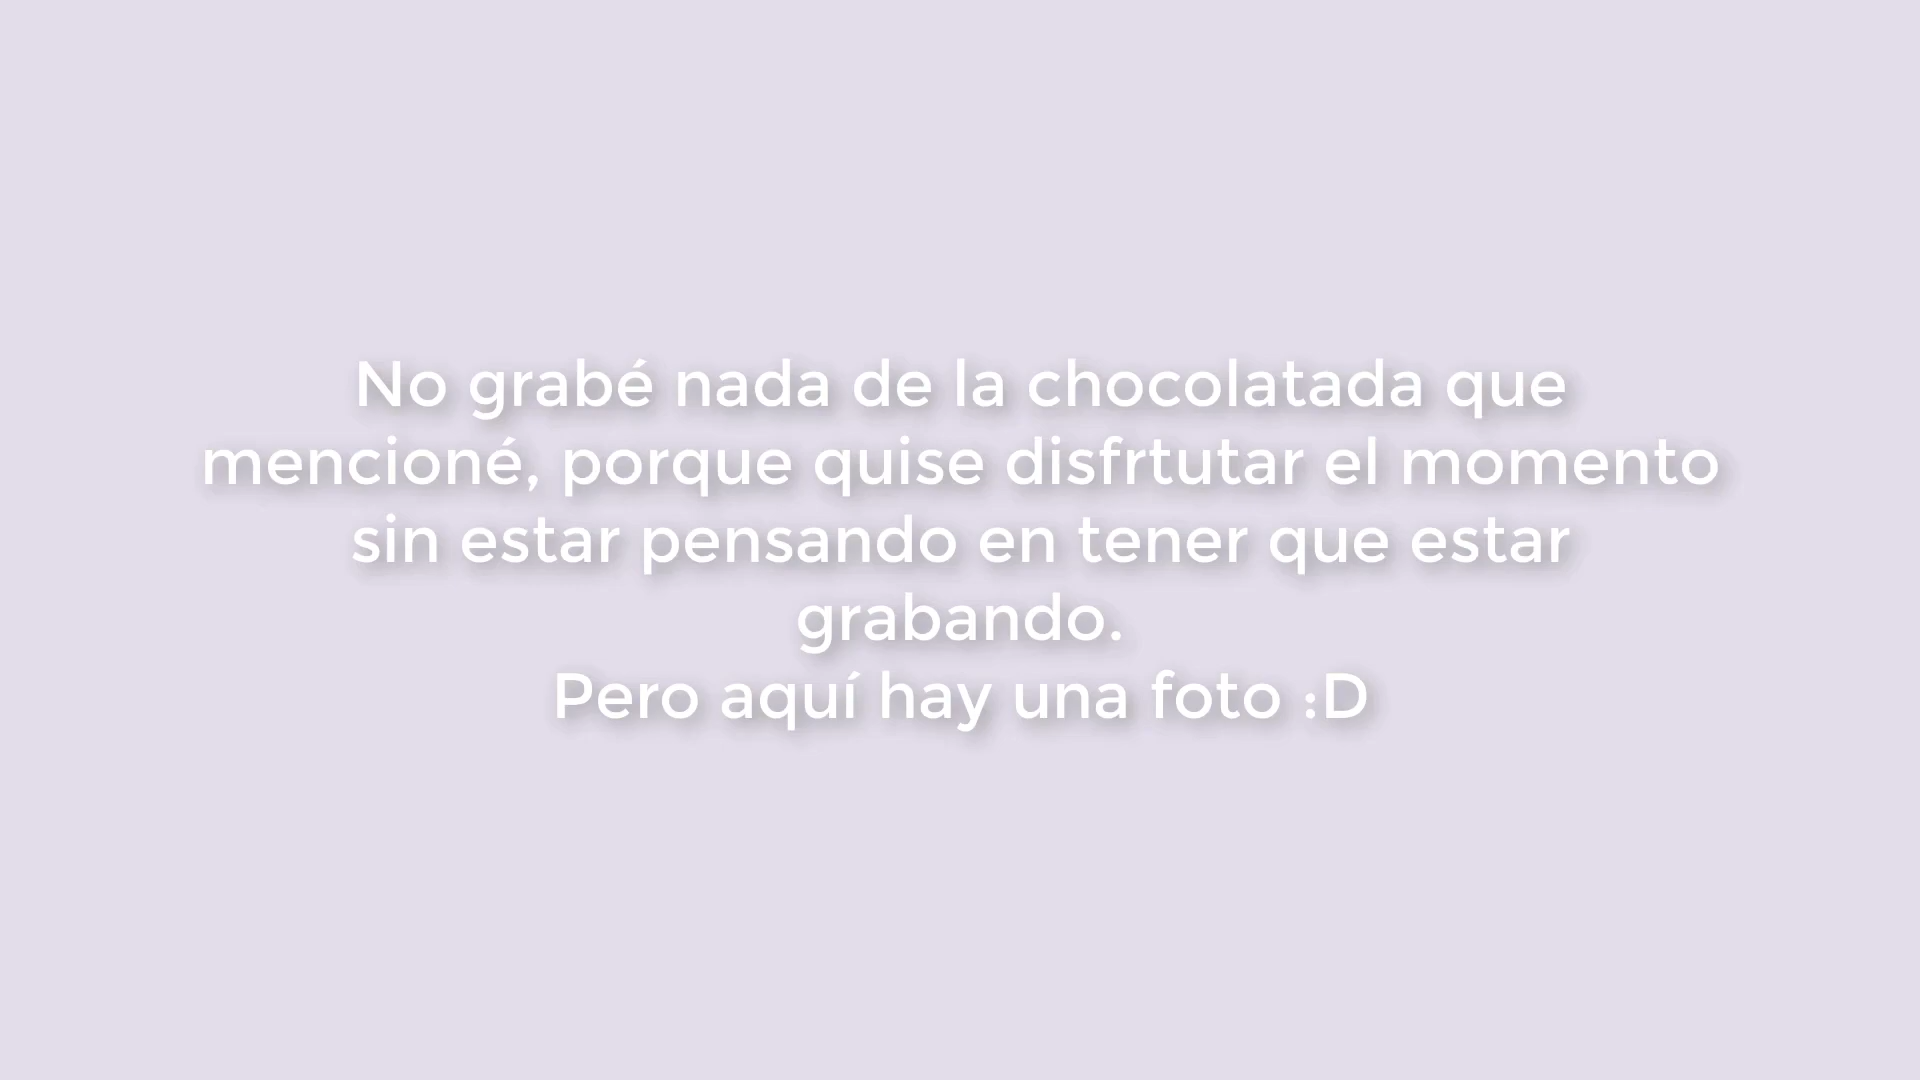 No grabé nada de la chocolatada que
mencioné, porque quise disfrtutar el momento
sin estar pensando en tener que estar
grabando.
Pero aquí hay una foto :D